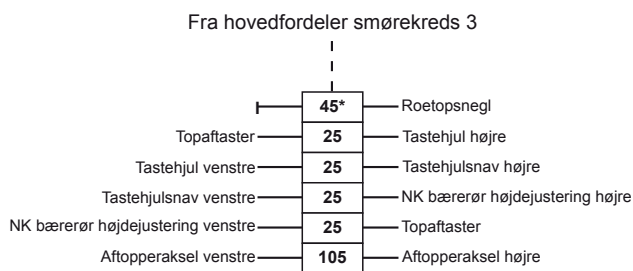 Fra hovedfordeler smørekreds 3
45* Roetopsnegl
Topaftaster 25 Tastehjul højre
Tastehjul venstre 25 Tastehjulsnav højre
Tastehjulsnav venstre 25 NK bærerør højdejustering højre
NK bærerør højdejustering venstre 25 Topaftaster
Aftopperaksel venstre 105 Aftopperaksel højre